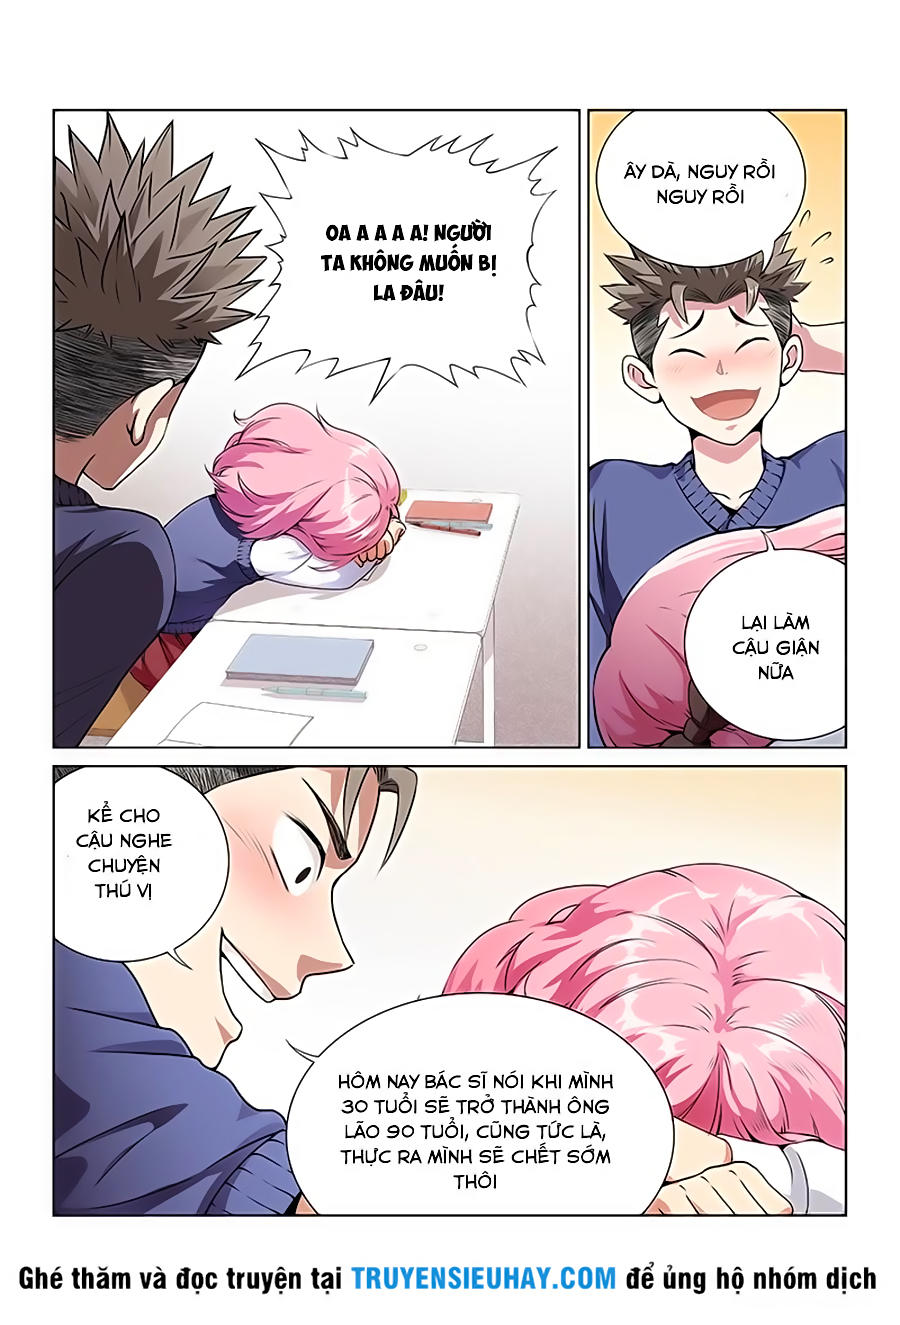 OA A A A A! NGƯỜI
TA KHÔNG MUỐN BỊ
LA ĐÂU!
ÂY DÀ, NGUY RỒI
NGUY RỒI
LẠI LÀM
CẬU GIẬN
NỮA
KỂ CHO
CẬU NGHE
CHUYỆN
THÚ VỊ
HÔM NAY BÁC SĨ NÓI KHI MÌNH
30 TUỔI SẼ TRỞ THÀNH ÔNG
LÃO 90 TUỔI, CŨNG TỨC LÀ,
THỰC RA MÌNH SẼ CHẾT SỚM
THÔI
Ghé thăm và đọc truyện tại TRUYENSIEUHAY.COM để ủng hộ nhóm dịch